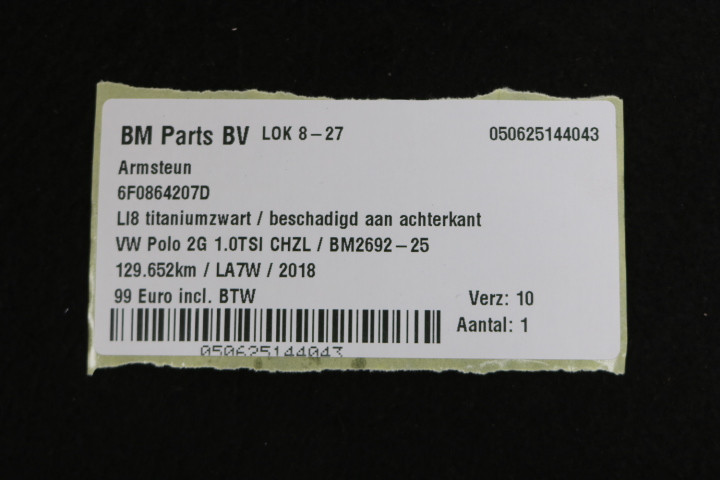 BM Parts BV LOK 8-27 050625144043
Armsteun
6F0864207D
LI8 titaniumzwart / beschadigd aan achterkant
VW Polo 2G 1.0TSI CHZL / BM2692-25
129.652km / LA7W / 2018
99 Euro incl. BTW Verz: 10
Aantal: 1
050625144043